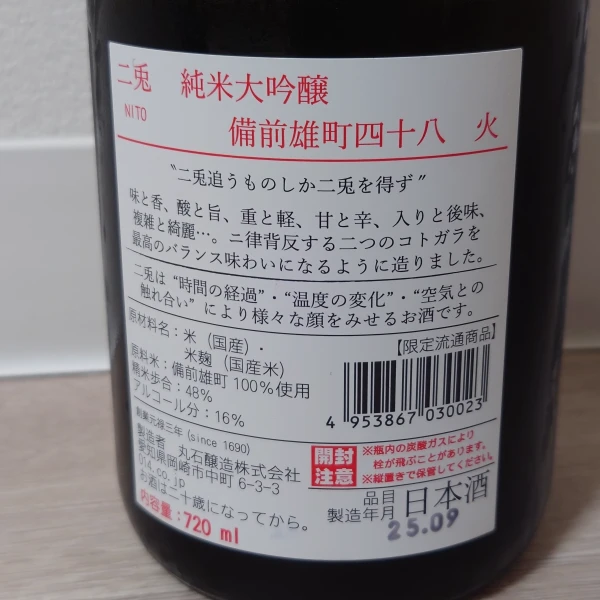 二兎 純米大吟醸
NITO
備前雄町四十八 火
〝二兎追うものしか二兎を得ず〟
味と香、酸と旨、重と軽、甘と辛、入りと後味、
複雑と綺麗…。ニ律背反する二つのコトガラを
最高のバランス味わいになるように造りました。
二兎は“時間の経過”・“温度の変化”・“空気との
触れ合い”により様々な顔をみせるお酒です。
原材料名：米（国産）・
米麹（国産米）
原料米：備前雄町 100％使用
精米歩合：48％
アルコール分：16％
【限定流通商品】
4 953867 030023
創業元禄三年 (since 1690)
製造者 丸石醸造株式会社
愛知県岡崎市中町 6-3-3
014.co.jp
お酒は二十歳になってから。
内容量：720 ml
開封
注意
※瓶内の炭酸ガスにより
栓が飛ぶことがあります。
※縦置きで保管してください。
品目 日本酒
製造年月 25.09